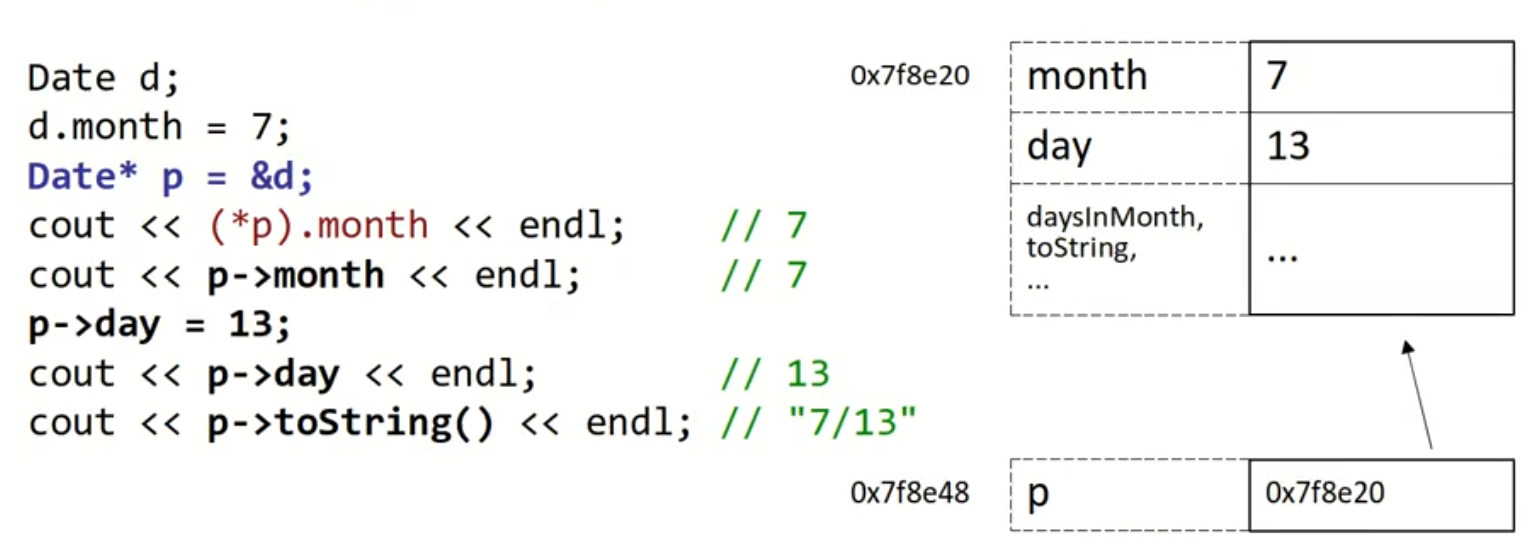 Date d;
d.month = 7;
Date* p = &d;
cout << (*p).month << endl;     // 7
cout << p->month << endl;       // 7
p->day = 13;
cout << p->day << endl;         // 13
cout << p->toString() << endl; // "7/13"
0x7f8e20 month 7
day 13
daysInMonth,
toString,
... ...
0x7f8e48 p 0x7f8e20